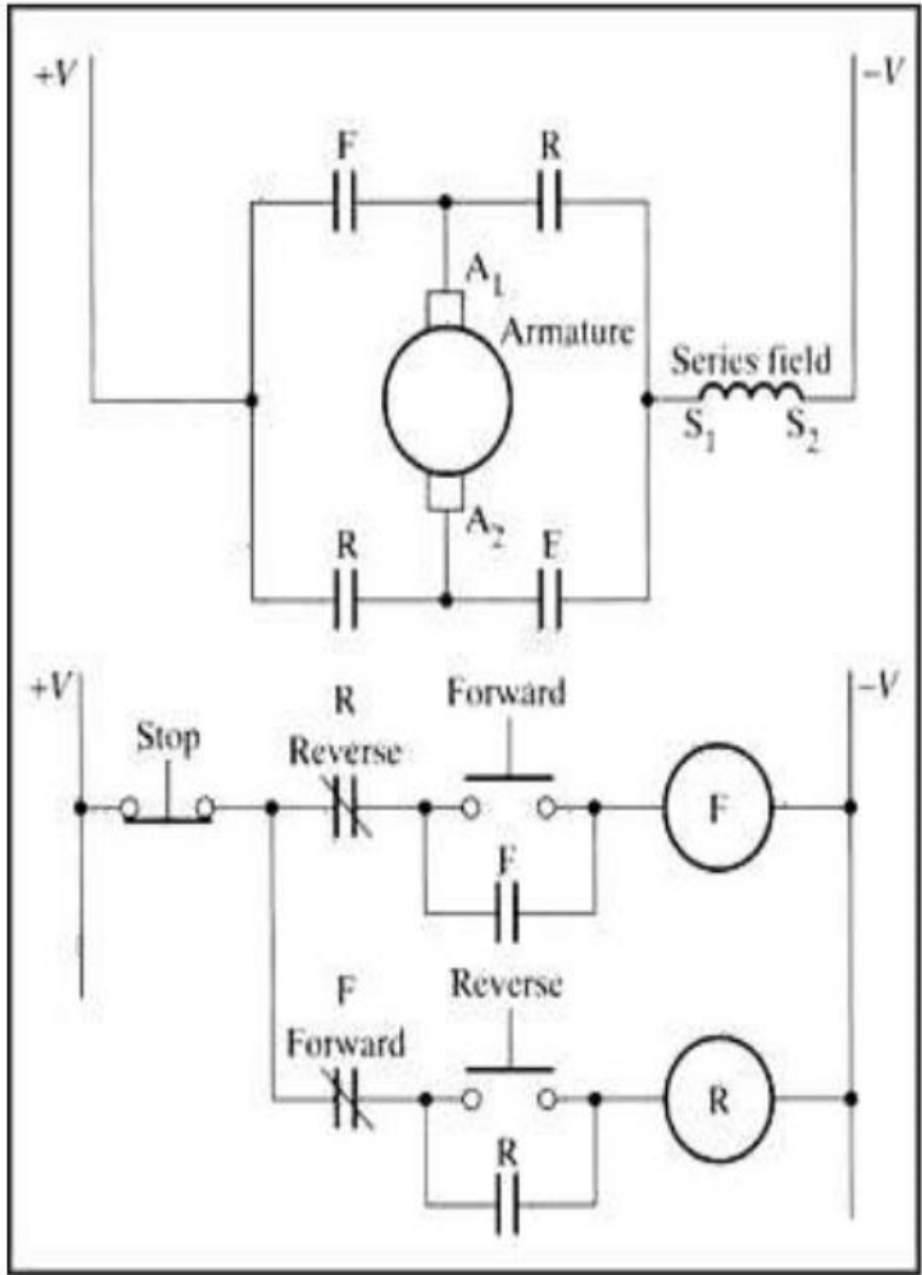 +V
−V
F
R
A1
Armature
Series field
S1
S2
A2
R
F
+V
−V
R
Forward
Stop
Reverse
F
F
F
Reverse
Forward
R
R